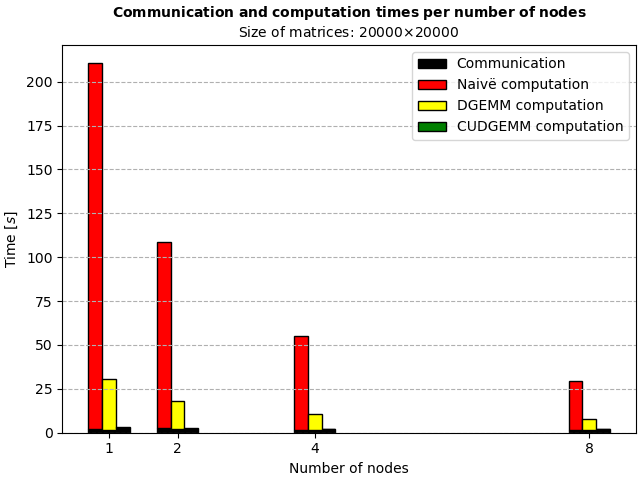 Communication and computation times per number of nodes
Size of matrices: 20000×20000
Communication
Naivë computation
DGEMM computation
CUDGEMM computation
Time [s]
200
175
150
125
100
75
50
25
0
1 2 4 8
Number of nodes